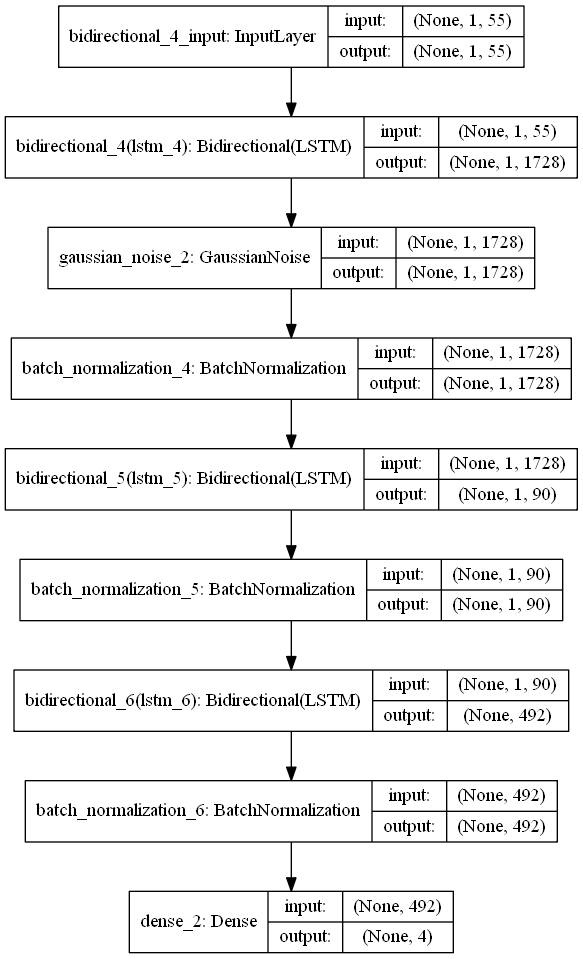 bidirectional_4_input: InputLayer input: (None, 1, 55)
output: (None, 1, 55)
bidirectional_4(lstm_4): Bidirectional(LSTM) input: (None, 1, 55)
output: (None, 1, 1728)
gaussian_noise_2: GaussianNoise input: (None, 1, 1728)
output: (None, 1, 1728)
batch_normalization_4: BatchNormalization input: (None, 1, 1728)
output: (None, 1, 1728)
bidirectional_5(lstm_5): Bidirectional(LSTM) input: (None, 1, 1728)
output: (None, 1, 90)
batch_normalization_5: BatchNormalization input: (None, 1, 90)
output: (None, 1, 90)
bidirectional_6(lstm_6): Bidirectional(LSTM) input: (None, 1, 90)
output: (None, 492)
batch_normalization_6: BatchNormalization input: (None, 492)
output: (None, 492)
dense_2: Dense input: (None, 492)
output: (None, 4)